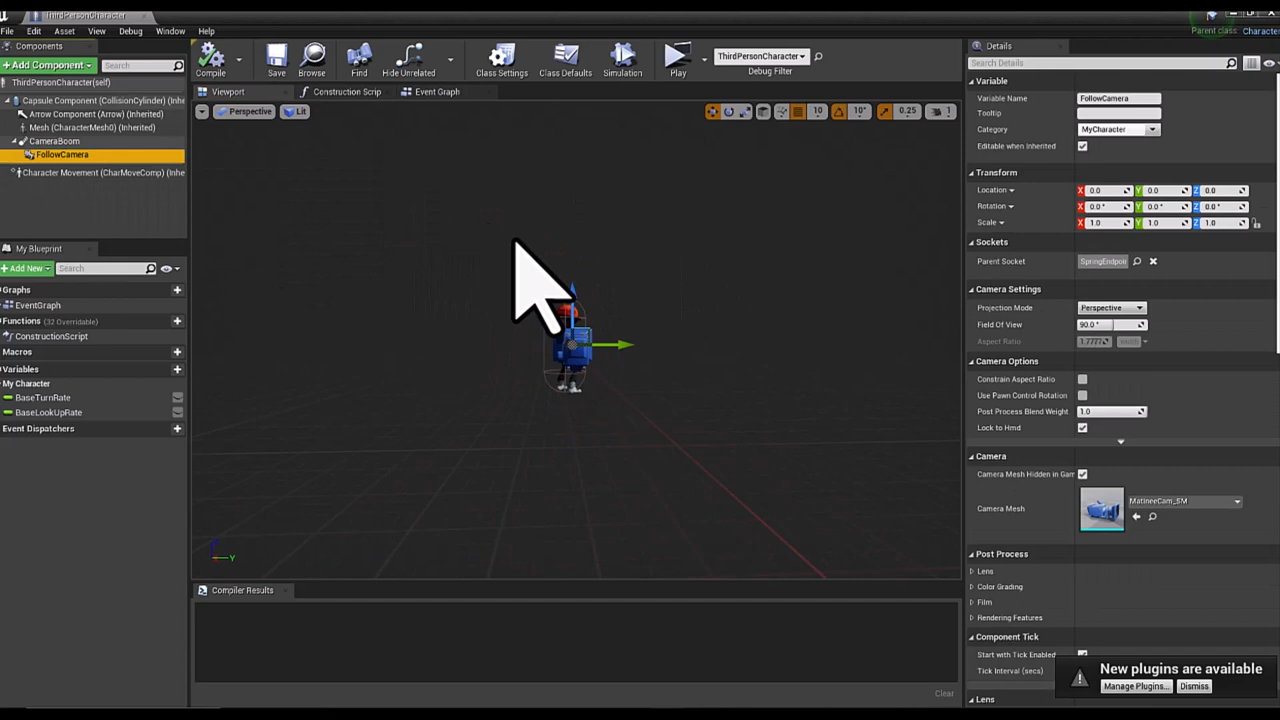 ThirdPersonCharacter
Parent class: Character
File Edit Asset View Debug Window Help
Components
+Add Component Search
ThirdPersonCharacter(self)
Capsule Component (CollisionCylinder) (Inhe
Arrow Component (Arrow) (Inherited)
Mesh (CharacterMesh0) (Inherited)
CameraBoom
FollowCamera
Character Movement (CharMoveComp) (Inhe
My Blueprint
+Add New Search
Graphs
EventGraph
Functions (32 Overridable)
ConstructionScript
Macros
Variables
My Character
BaseTurnRate
BaseLookUpRate
Event Dispatchers
Compile Save Browse Find Hide Unrelated Class Settings Class Defaults Simulation Play
ThirdPersonCharacter
Debug Filter
Viewport Construction Scrip Event Graph
Perspective Lit 10 10° 0.25 1
X Y Z
Compiler Results
Clear
Details
Search Details
Variable
Variable Name FollowCamera
Tooltip
Category MyCharacter
Editable when Inherited
Transform
Location X 0.0 Y 0.0 Z 0.0
Rotation X 0.0 ° Y 0.0 ° Z 0.0 °
Scale X 1.0 Y 1.0 Z 1.0
Sockets
Parent Socket SpringEndpoin
Camera Settings
Projection Mode Perspective
Field Of View 90.0 °
Aspect Ratio 1.7777
Camera Options
Constrain Aspect Ratio
Use Pawn Control Rotation
Post Process Blend Weight 1.0
Lock to Hmd
Camera
Camera Mesh Hidden in Gam
Camera Mesh MatineeCam_SM
Post Process
Lens
Color Grading
Film
Rendering Features
Component Tick
Start with Tick Enabled
Tick Interval (secs)
Lens
New plugins are available
Manage Plugins... Dismiss